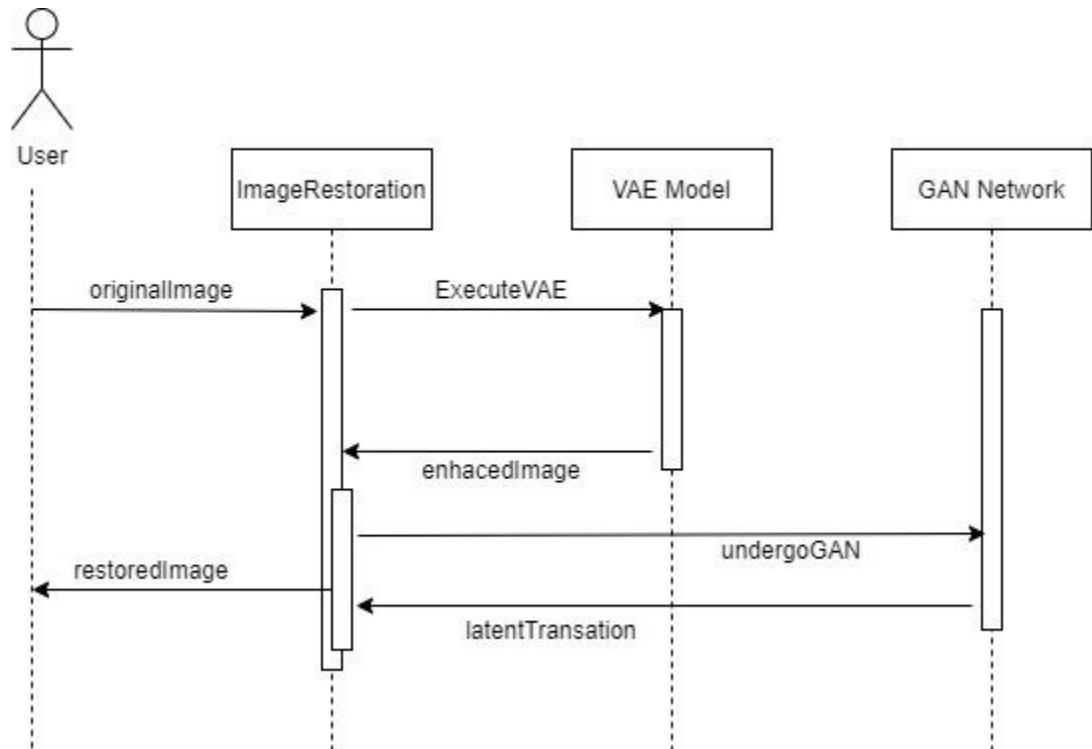 User
ImageRestoration
VAE Model
GAN Network
originalImage
ExecuteVAE
enhacedImage
undergoGAN
restoredImage
latentTransation